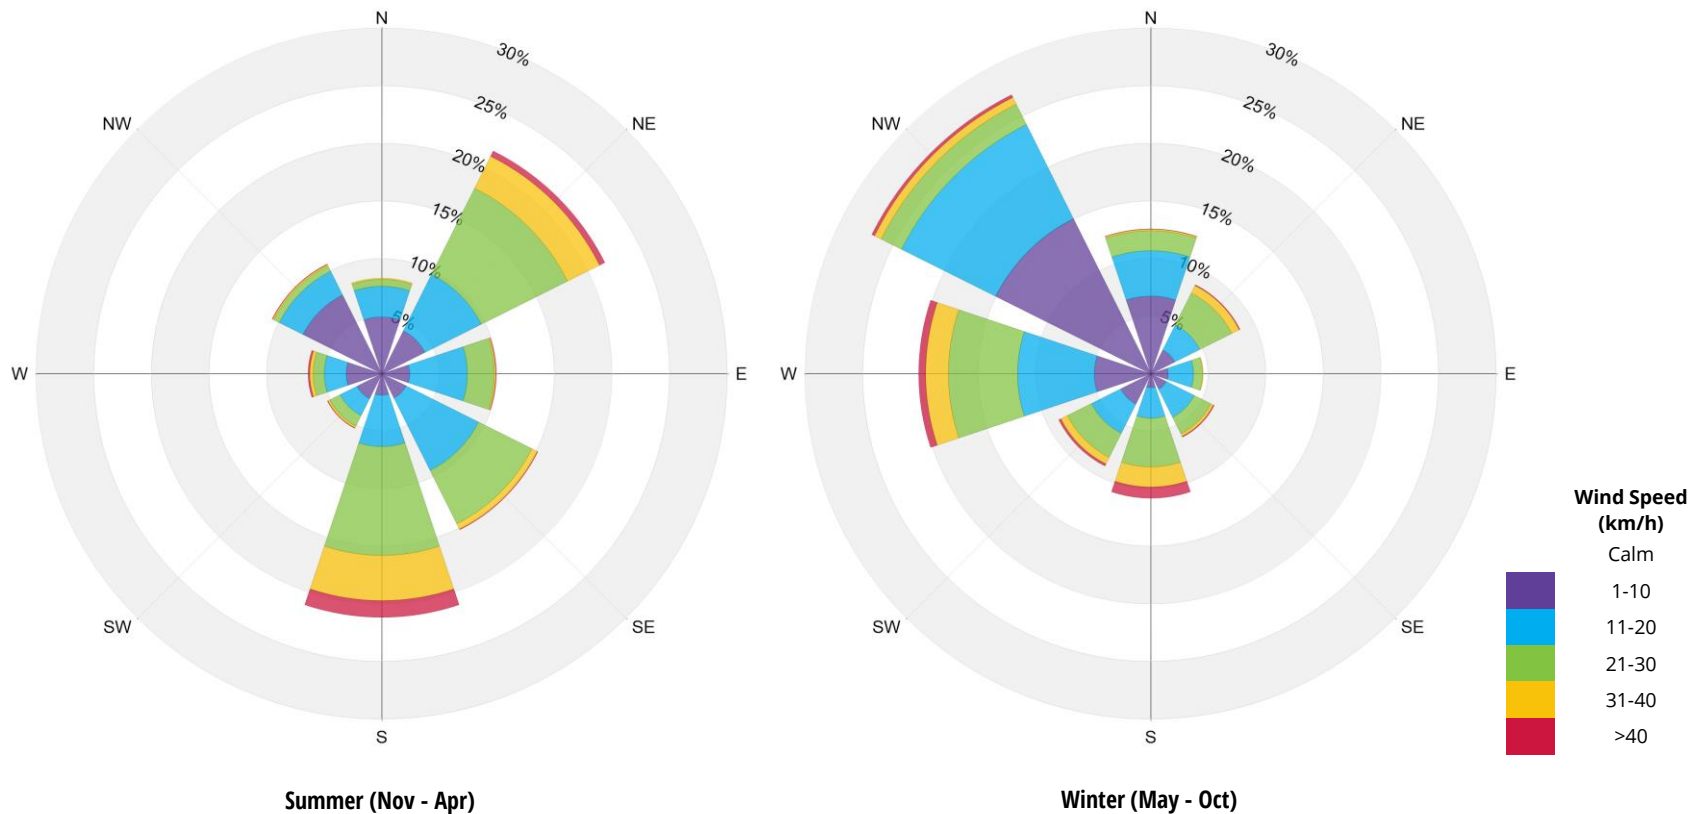 N
30%
25%
20%
15%
10%
5%
NW
NE
W
E
SW
SE
S
Summer (Nov - Apr)
N
30%
25%
20%
15%
10%
5%
NW
NE
W
E
SW
SE
S
Winter (May - Oct)
Wind Speed
(km/h)
Calm
1-10
11-20
21-30
31-40
>40